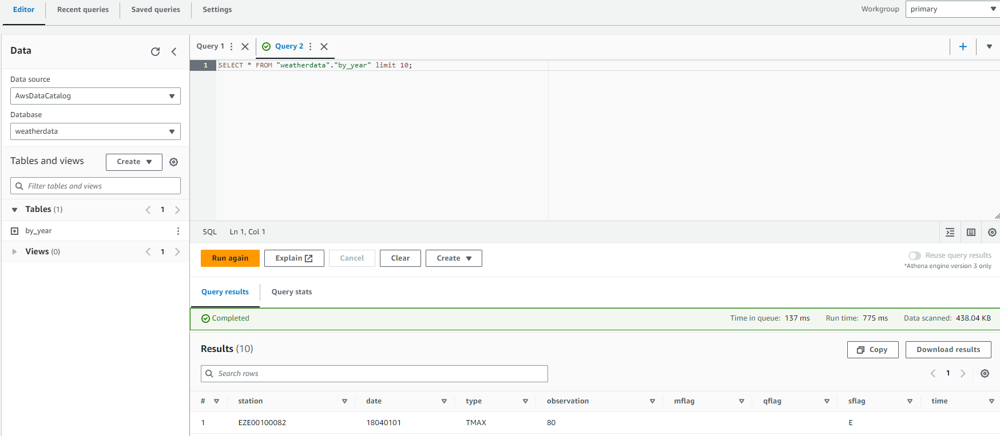 Editor
Recent queries
Saved queries
Settings
Workgroup
primary
Data
Data source
AwsDataCatalog
Database
weatherdata
Tables and views
Create
Filter tables and views
Tables (1)
1
by_year
Views (0)
1
Query 1
Query 2
1 SELECT * FROM "weatherdata"."by_year" limit 10;
SQL Ln 1, Col 1
Run again
Explain
Cancel
Clear
Create
Reuse query results
*Athena engine version 3 only
Query results
Query stats
Completed
Time in queue: 137 ms Run time: 775 ms Data scanned: 438.04 KB
Results (10)
Copy
Download results
Search rows
1
# station date type observation mflag qflag sflag time
1 EZE00100082 18040101 TMAX 80 E